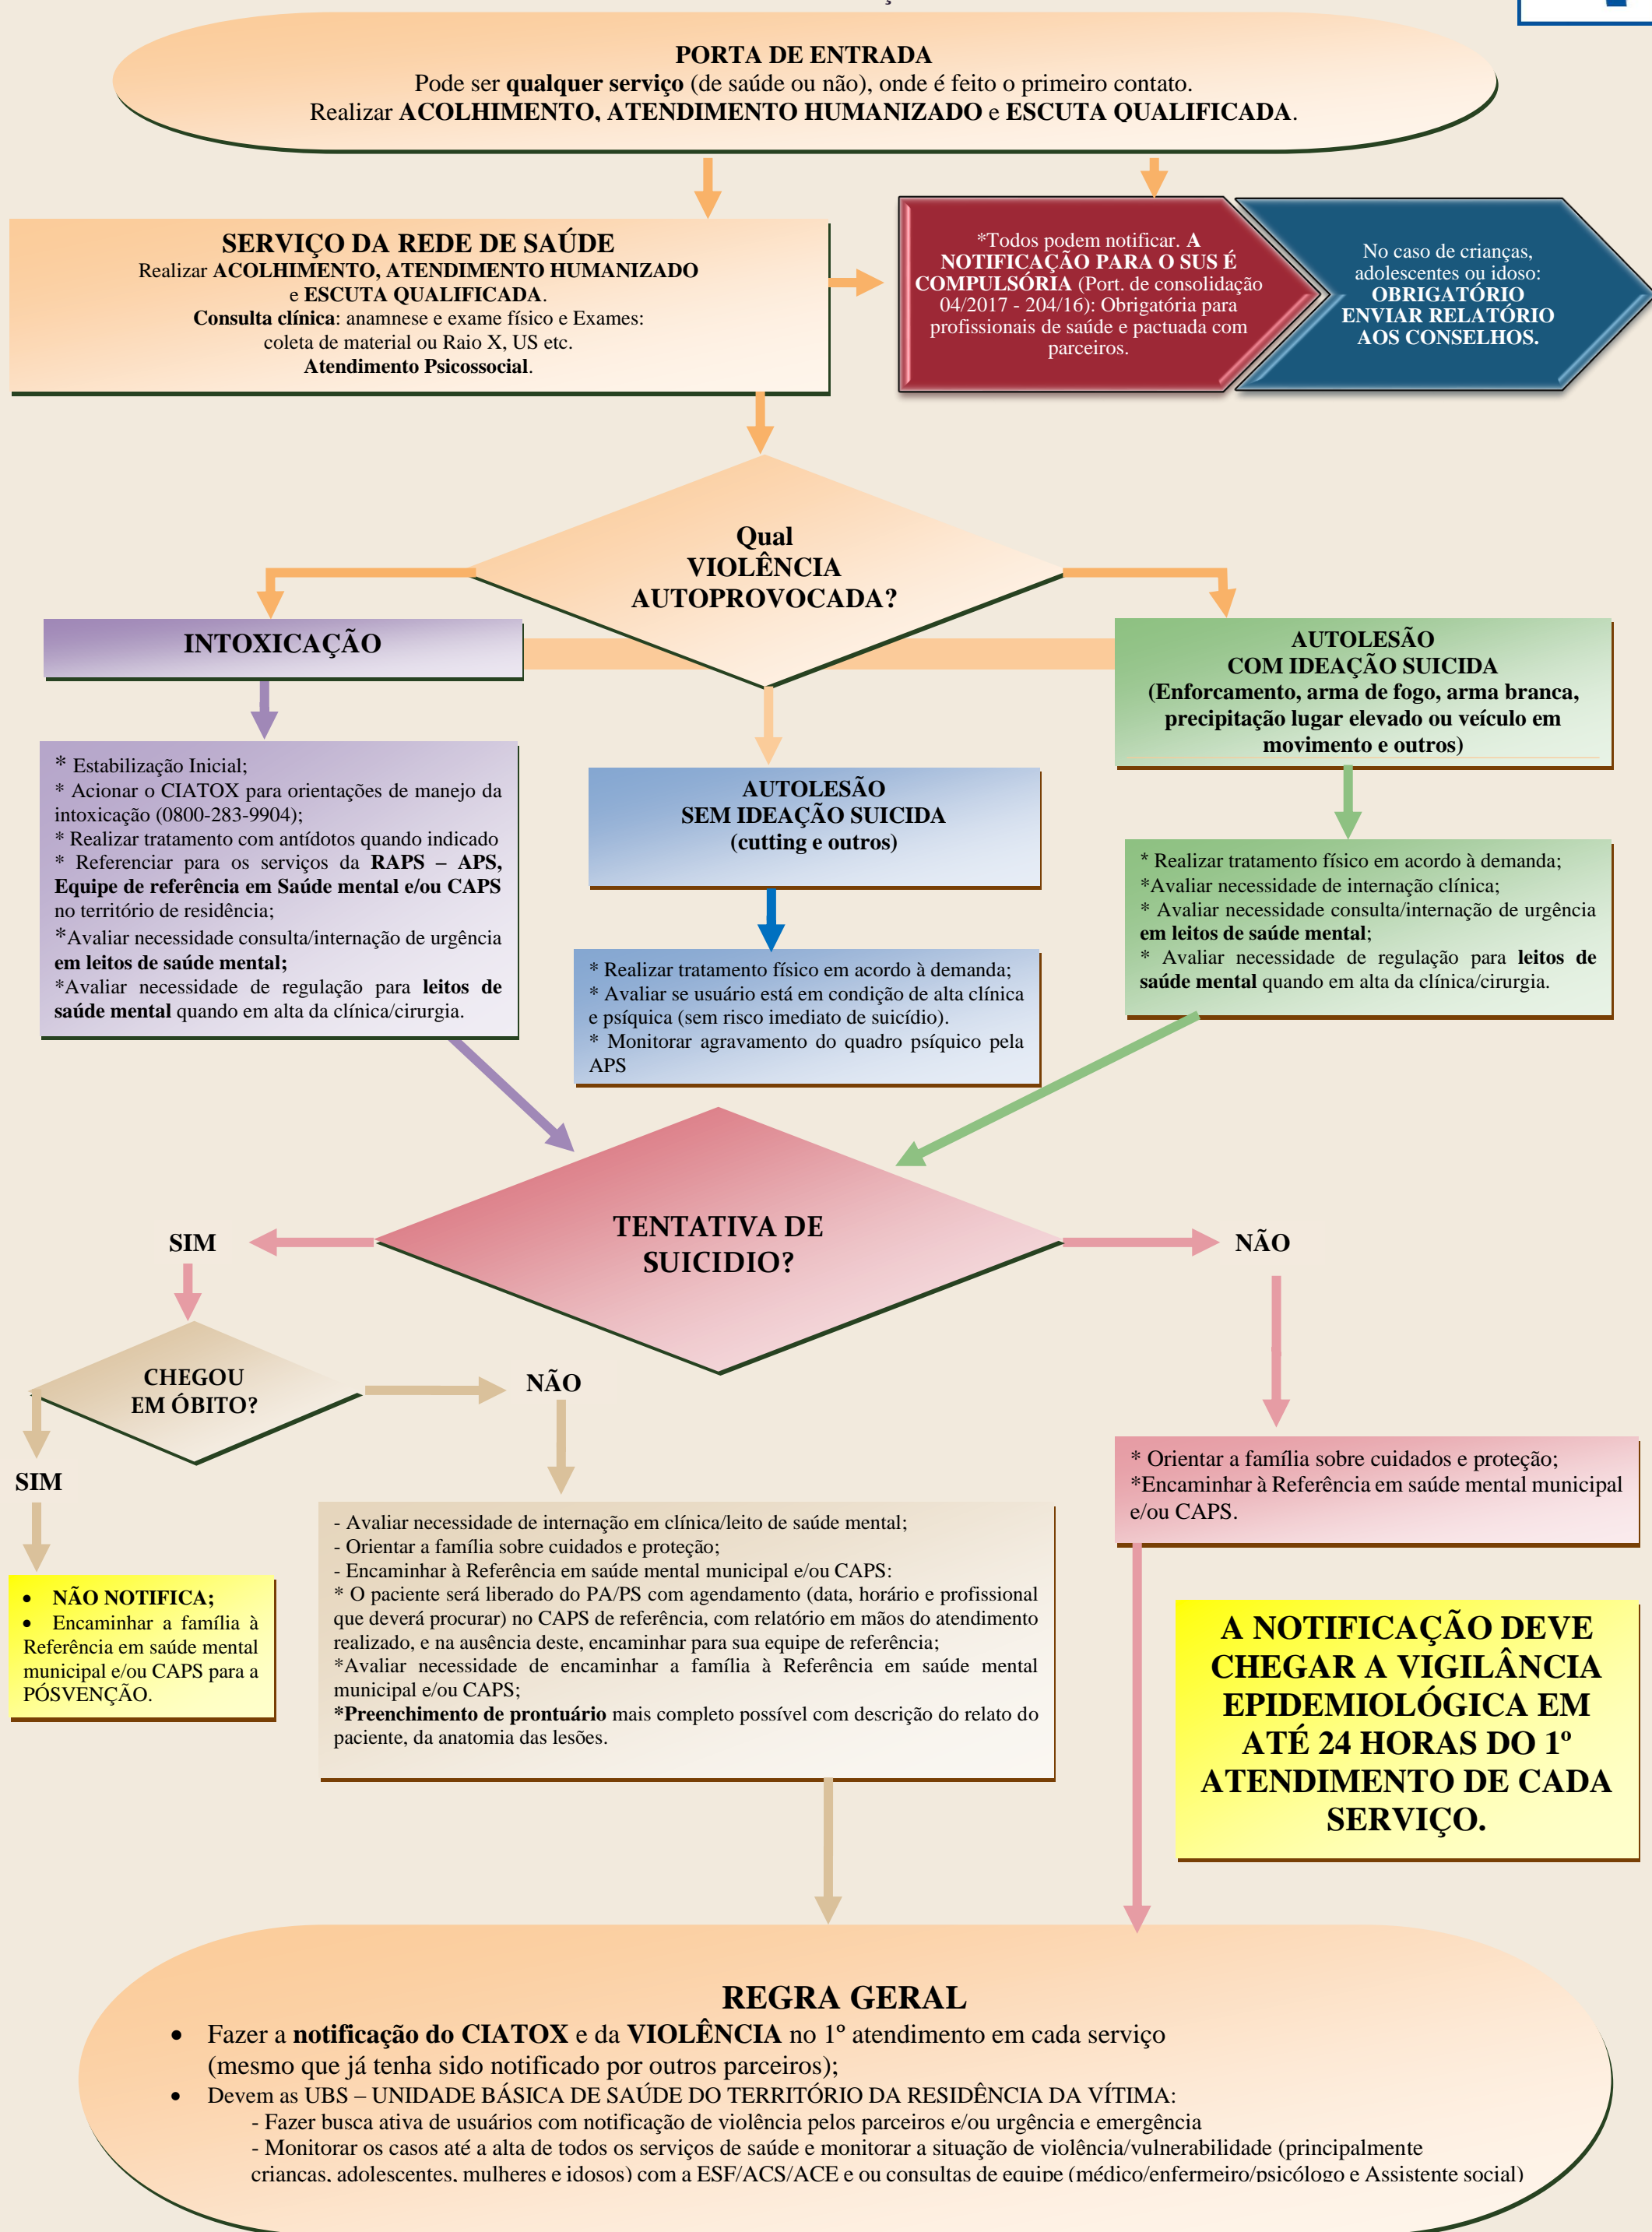 PORTA DE ENTRADA
Pode ser qualquer serviço (de saúde ou não), onde é feito o primeiro contato.
Realizar ACOLHIMENTO, ATENDIMENTO HUMANIZADO e ESCUTA QUALIFICADA.
SERVIÇO DA REDE DE SAÚDE
Realizar ACOLHIMENTO, ATENDIMENTO HUMANIZADO
e ESCUTA QUALIFICADA.
Consulta clínica: anamnese e exame físico e Exames:
coleta de material ou Raio X, US etc.
Atendimento Psicossocial.
*Todos podem notificar. A
NOTIFICAÇÃO PARA O SUS É
COMPULSÓRIA (Port. de consolidação
04/2017 - 204/16): Obrigatória para
profissionais de saúde e pactuada com
parceiros.
No caso de crianças,
adolescentes ou idoso:
OBRIGATÓRIO
ENVIAR RELATÓRIO
AOS CONSELHOS.
Qual
VIOLÊNCIA
AUTOPROVOCADA?
INTOXICAÇÃO
* Estabilização Inicial;
* Acionar o CIATOX para orientações de manejo da
intoxicação (0800-283-9904);
* Realizar tratamento com antídotos quando indicado
* Referenciar para os serviços da RAPS – APS,
Equipe de referência em Saúde mental e/ou CAPS
no território de residência;
*Avaliar necessidade consulta/internação de urgência
em leitos de saúde mental;
*Avaliar necessidade de regulação para leitos de
saúde mental quando em alta da clínica/cirurgia.
AUTOLESÃO
SEM IDEAÇÃO SUICIDA
(cutting e outros)
* Realizar tratamento físico em acordo à demanda;
* Avaliar se usuário está em condição de alta clínica
e psíquica (sem risco imediato de suicídio).
* Monitorar agravamento do quadro psíquico pela
APS
AUTOLESÃO
COM IDEAÇÃO SUICIDA
(Enforcamento, arma de fogo, arma branca,
precipitação lugar elevado ou veículo em
movimento e outros)
* Realizar tratamento físico em acordo à demanda;
*Avaliar necessidade de internação clínica;
* Avaliar necessidade consulta/internação de urgência
em leitos de saúde mental;
* Avaliar necessidade de regulação para leitos de
saúde mental quando em alta da clínica/cirurgia.
TENTATIVA DE
SUICIDIO?
SIM
NÃO
CHEGOU
EM ÓBITO?
NÃO
SIM
* Orientar a família sobre cuidados e proteção;
*Encaminhar à Referência em saúde mental municipal
e/ou CAPS.
• NÃO NOTIFICA;
• Encaminhar a família à
Referência em saúde mental
municipal e/ou CAPS para a
PÓSVENÇÃO.
- Avaliar necessidade de internação em clínica/leito de saúde mental;
- Orientar a família sobre cuidados e proteção;
- Encaminhar à Referência em saúde mental municipal e/ou CAPS:
* O paciente será liberado do PA/PS com agendamento (data, horário e profissional
que deverá procurar) no CAPS de referência, com relatório em mãos do atendimento
realizado, e na ausência deste, encaminhar para sua equipe de referência;
*Avaliar necessidade de encaminhar a família à Referência em saúde mental
municipal e/ou CAPS;
*Preenchimento de prontuário mais completo possível com descrição do relato do
paciente, da anatomia das lesões.
A NOTIFICAÇÃO DEVE
CHEGAR A VIGILÂNCIA
EPIDEMIOLÓGICA EM
ATÉ 24 HORAS DO 1º
ATENDIMENTO DE CADA
SERVIÇO.
REGRA GERAL
• Fazer a notificação do CIATOX e da VIOLÊNCIA no 1º atendimento em cada serviço
(mesmo que já tenha sido notificado por outros parceiros);
• Devem as UBS – UNIDADE BÁSICA DE SAÚDE DO TERRITÓRIO DA RESIDÊNCIA DA VÍTIMA:
- Fazer busca ativa de usuários com notificação de violência pelos parceiros e/ou urgência e emergência
- Monitorar os casos até a alta de todos os serviços de saúde e monitorar a situação de violência/vulnerabilidade (principalmente
crianças, adolescentes, mulheres e idosos) com a ESF/ACS/ACE e ou consultas de equipe (médico/enfermeiro/psicólogo e Assistente social)